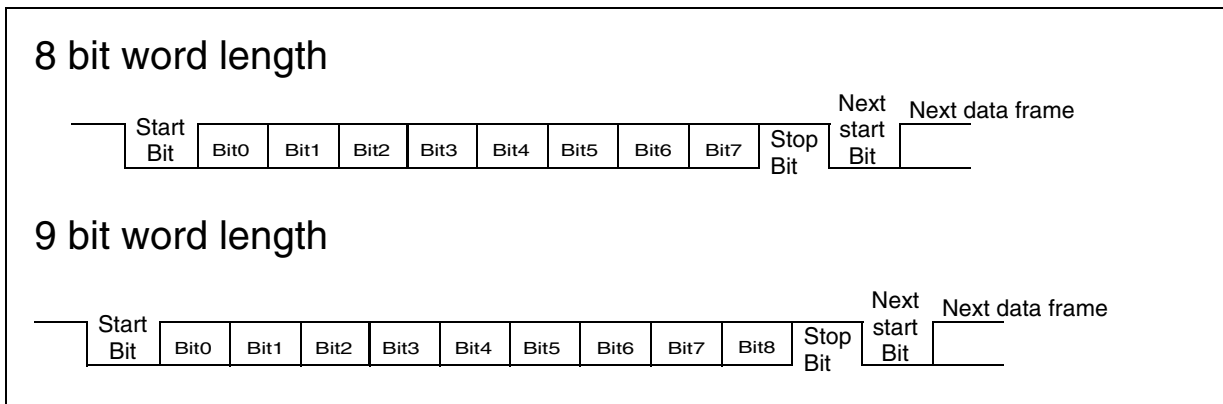 8 bit word length
Start Bit
Bit0 Bit1 Bit2 Bit3 Bit4 Bit5 Bit6 Bit7
Stop Bit
Next start Bit
Next data frame
9 bit word length
Start Bit
Bit0 Bit1 Bit2 Bit3 Bit4 Bit5 Bit6 Bit7 Bit8
Stop Bit
Next start Bit
Next data frame